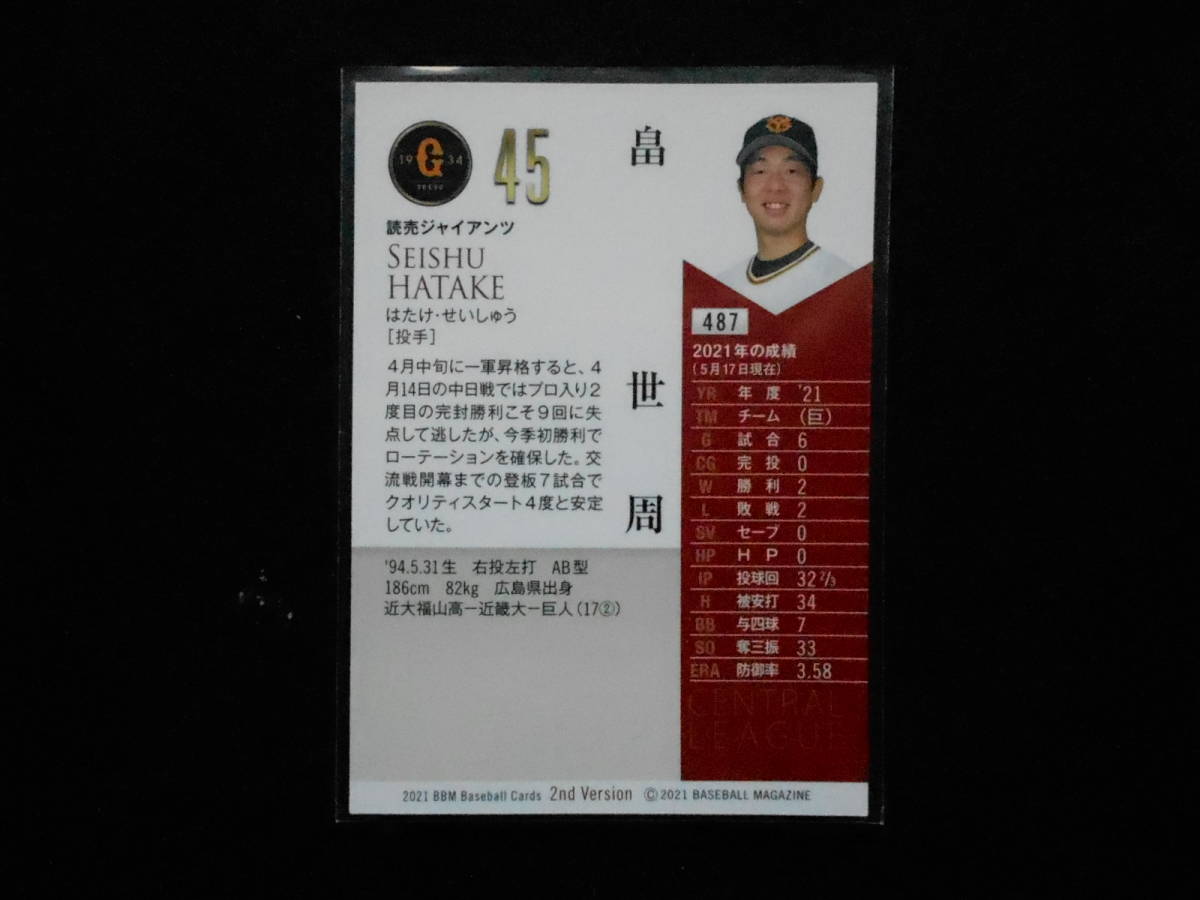 19 G 34
TOKYO
45
読売ジャイアンツ
SEISHU
HATAKE
はたけ・せいしゅう
[投手]
4月中旬に一軍昇格すると、4
月14日の中日戦ではプロ入り2
度目の完封勝利こそ9回に失
点して逃したが、今季初勝利で
ローテーションを確保した。交
流戦開幕までの登板7試合で
クオリティスタート4度と安定
していた。
畠世周
'94.5.31生 右投左打 AB型
186cm 82kg 広島県出身
近大福山高ー近畿大ー巨人(17②)
487
2021年の成績
(5月17日現在)
YR 年度 '21
TM チーム (巨)
G 試合 6
CG 完投 0
W 勝利 2
L 敗戦 2
SV セーブ 0
HP HP 0
IP 投球回 32 2/3
H 被安打 34
BB 与四球 7
SO 奪三振 33
ERA 防御率 3.58
CENTRAL
LEAGUE
2021 BBM Baseball Cards 2nd Version ©2021 BASEBALL MAGAZINE